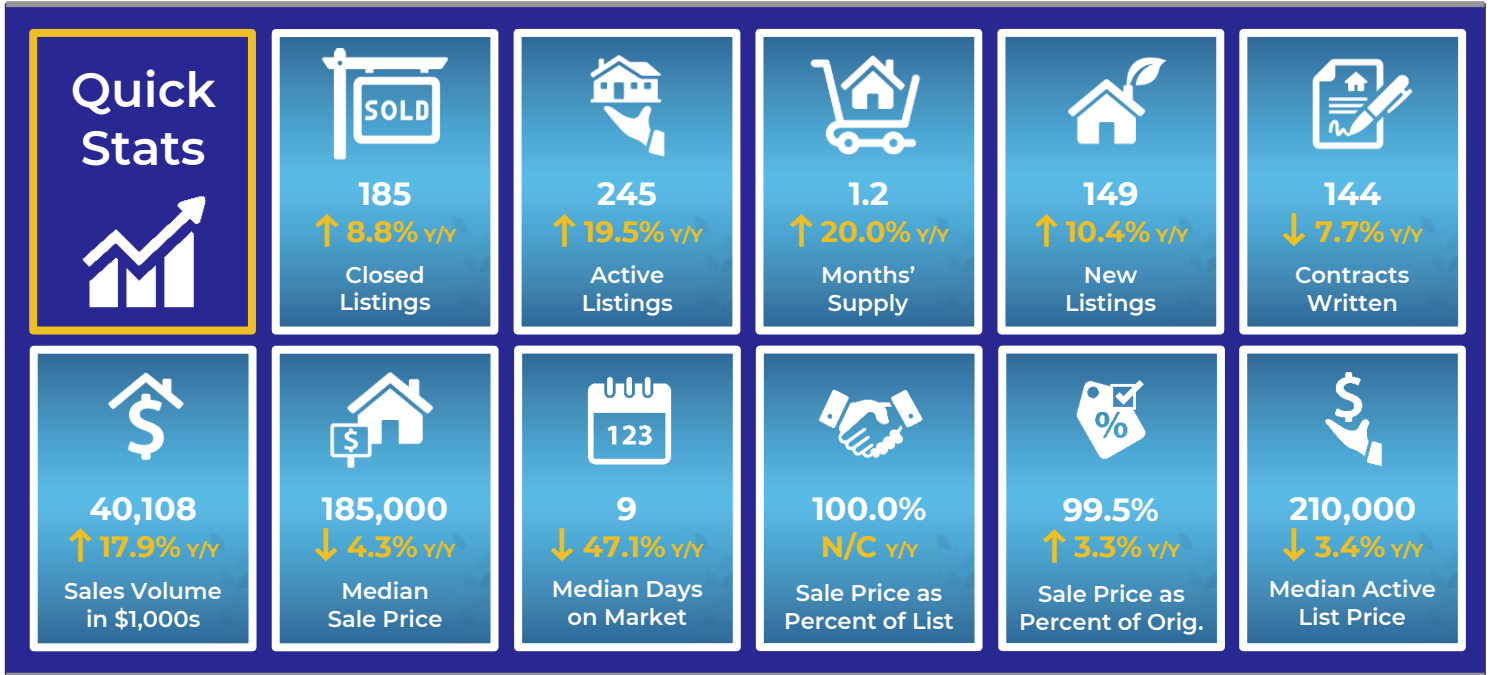 Quick
Stats
SOLD
185
↑ 8.8% Y/Y
Closed
Listings
245
↑ 19.5% Y/Y
Active
Listings
1.2
↑ 20.0% Y/Y
Months’
Supply
149
↑ 10.4% Y/Y
New
Listings
144
↓ 7.7% Y/Y
Contracts
Written
$
40,108
↑ 17.9% Y/Y
Sales Volume
in $1,000s
$
185,000
↓ 4.3% Y/Y
Median
Sale Price
123
9
↓ 47.1% Y/Y
Median Days
on Market
100.0%
N/C Y/Y
Sale Price as
Percent of List
%
99.5%
↑ 3.3% Y/Y
Sale Price as
Percent of Orig.
$
210,000
↓ 3.4% Y/Y
Median Active
List Price